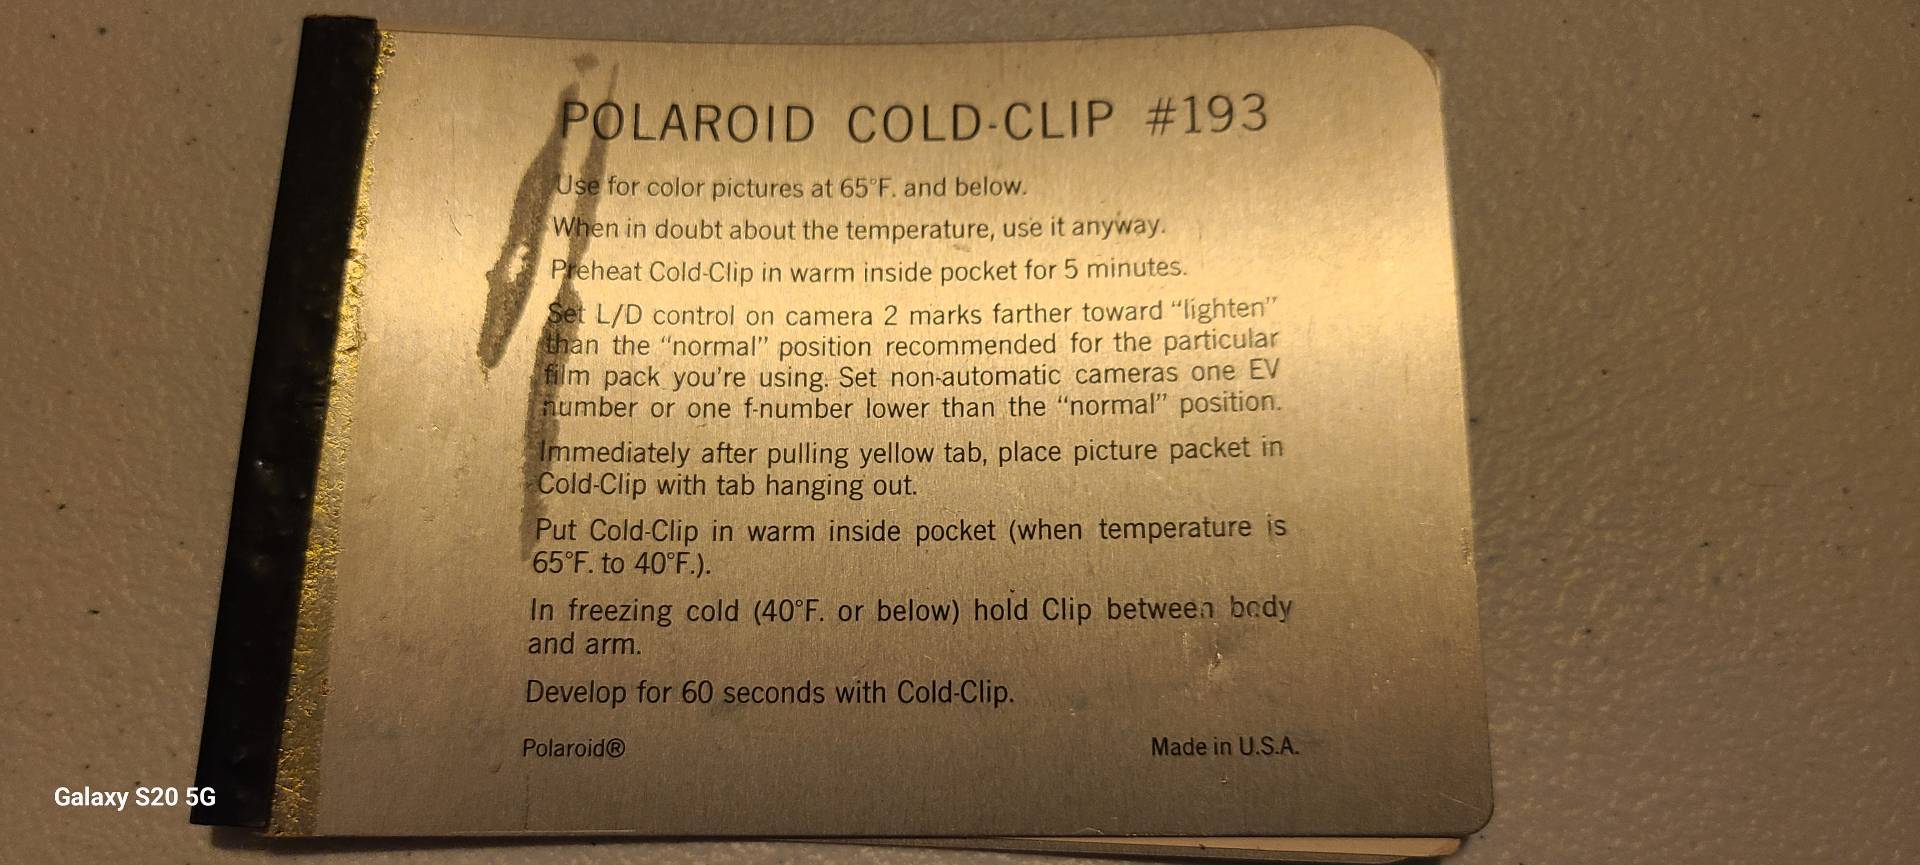 POLAROID COLD-CLIP #193
Use for color pictures at 65°F. and below.
When in doubt about the temperature, use it anyway.
Preheat Cold-Clip in warm inside pocket for 5 minutes.
Set L/D control on camera 2 marks farther toward “lighten”
than the “normal” position recommended for the particular
film pack you’re using. Set non-automatic cameras one EV
number or one f-number lower than the “normal” position.
Immediately after pulling yellow tab, place picture packet in
Cold-Clip with tab hanging out.
Put Cold-Clip in warm inside pocket (when temperature is
65°F. to 40°F.).
In freezing cold (40°F. or below) hold Clip between body
and arm.
Develop for 60 seconds with Cold-Clip.
Polaroid® Made in U.S.A.
Galaxy S20 5G